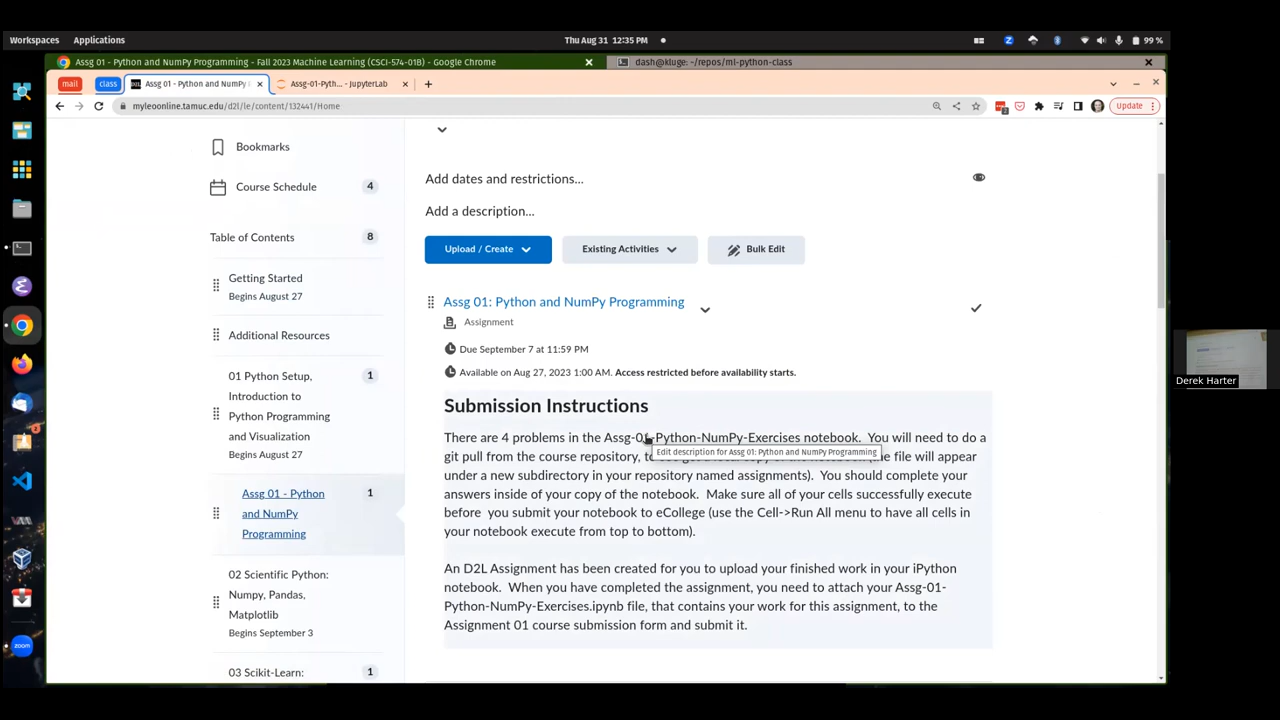 Workspaces Applications Thu Aug 31 12:35 PM 99 %
Assg 01 - Python and NumPy Programming - Fall 2023 Machine Learning (CSCI-574-01B) - Google Chrome
dash@kluge: ~/repos/ml-python-class
mail class Assg 01 - Python and NumPy Assg-01-Pyth... - JupyterLab
myleoonline.tamuc.edu/d2l/le/content/132441/Home
Update
Bookmarks
Course Schedule 4
Table of Contents 8
Getting Started
Begins August 27
Additional Resources
01 Python Setup, 1
Introduction to
Python Programming
and Visualization
Begins August 27
Assg 01 - Python 1
and NumPy
Programming
02 Scientific Python:
Numpy, Pandas,
Matplotlib
Begins September 3
03 Scikit-Learn: 1
Add dates and restrictions...
Add a description...
Upload / Create Existing Activities Bulk Edit
Assg 01: Python and NumPy Programming
Assignment
Due September 7 at 11:59 PM
Available on Aug 27, 2023 1:00 AM. Access restricted before availability starts.
Submission Instructions
There are 4 problems in the Assg-01-Python-NumPy-Exercises notebook. You will need to do a
Edit description for Assg 01: Python and NumPy Programming
git pull from the course repository, file will appear
under a new subdirectory in your repository named assignments). You should complete your
answers inside of your copy of the notebook. Make sure all of your cells successfully execute
before you submit your notebook to eCollege (use the Cell->Run All menu to have all cells in
your notebook execute from top to bottom).
An D2L Assignment has been created for you to upload your finished work in your iPython
notebook. When you have completed the assignment, you need to attach your Assg-01-
Python-NumPy-Exercises.ipynb file, that contains your work for this assignment, to the
Assignment 01 course submission form and submit it.
zoom
Derek Harter